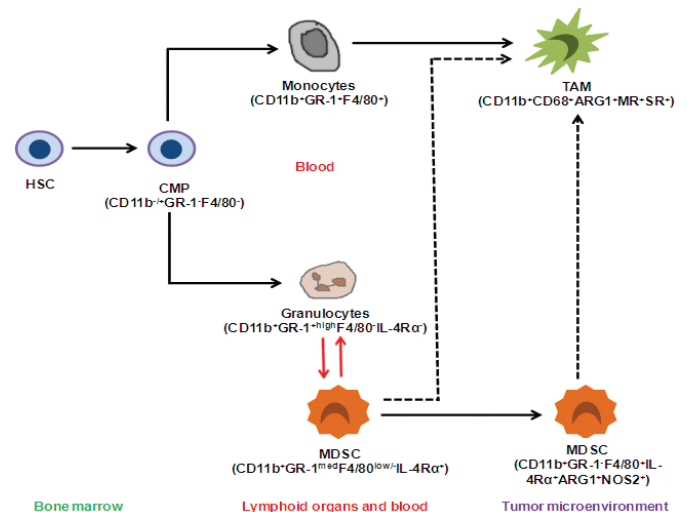 Monocytes
(CD11b⁺GR-1⁺F4/80⁺)
TAM
(CD11b⁺CD68⁺ARG1⁺MR⁺SR⁺)
Blood
HSC
CMP
(CD11b⁻/⁺GR-1⁻F4/80⁻)
Granulocytes
(CD11b⁺GR-1⁺ʰⁱᵍʰF4/80⁻IL-4Rα⁻)
MDSC
(CD11b⁺GR-1ᵐᵉᵈF4/80ˡᵒʷ/⁻IL-4Rα⁺)
MDSC
(CD11b⁺GR-1⁻F4/80⁺IL-
4Rα⁺ARG1⁺NOS2⁺)
Bone marrow
Lymphoid organs and blood
Tumor microenvironment